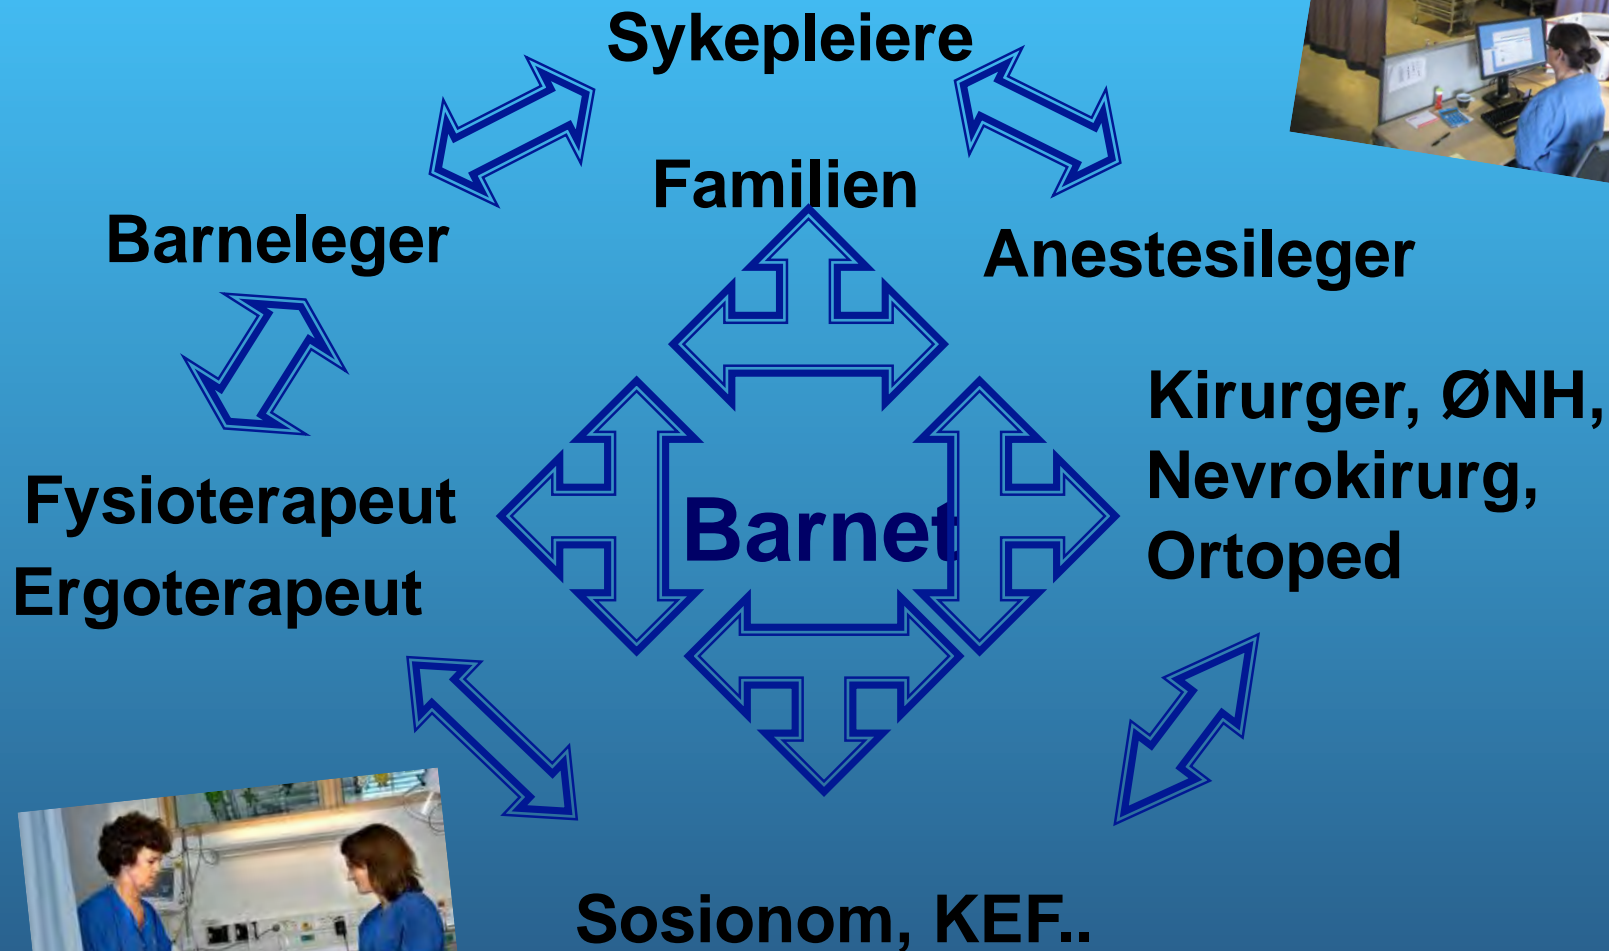 Sykepleiere
Familien
Barneleger
Anestesileger
Kirurger, ØNH,
Nevrokirurg,
Ortoped
Fysioterapeut
Ergoterapeut
Barnet
Sosionom, KEF..